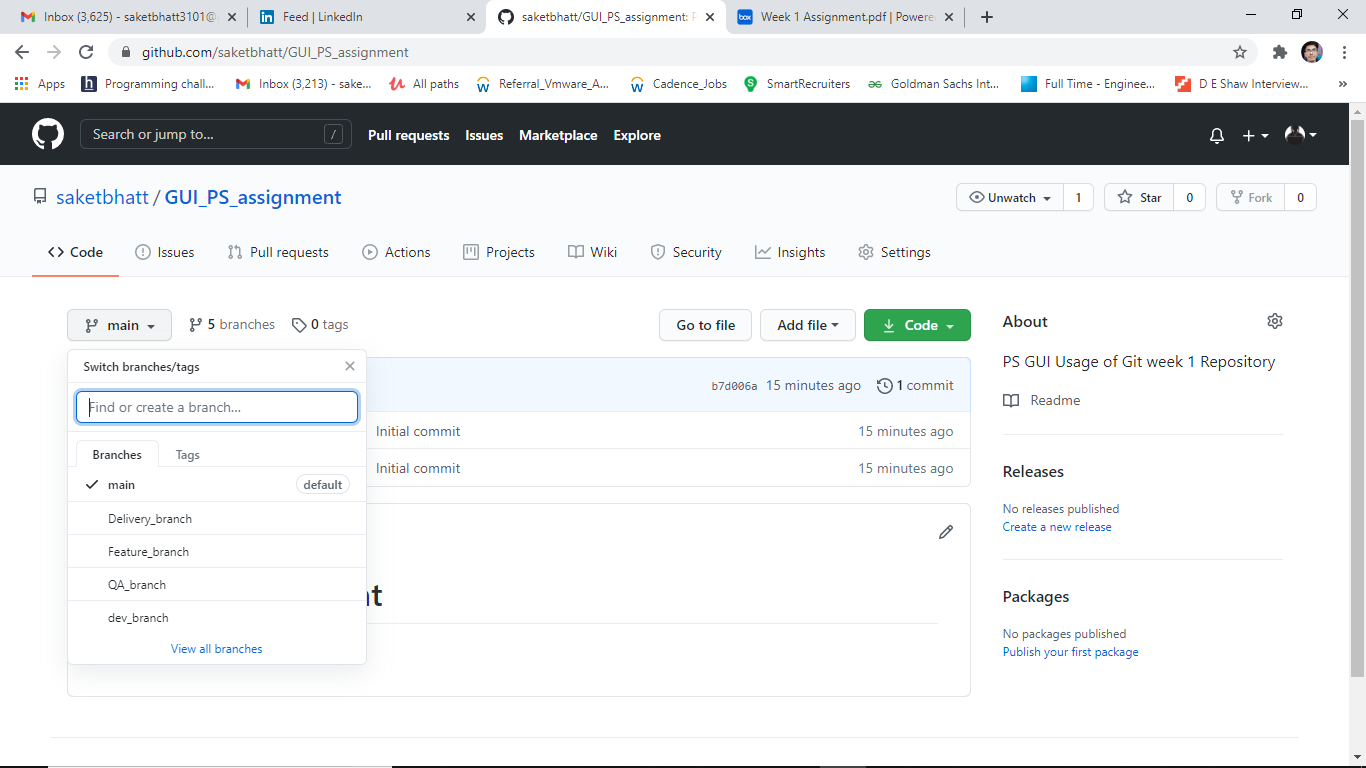 Inbox (3,625) - saketbhatt3101@
Feed | LinkedIn
saketbhatt/GUI_PS_assignment:
box Week 1 Assignment.pdf | Powere
github.com/saketbhatt/GUI_PS_assignment
Apps
h Programming chall...
Inbox (3,213) - sake...
All paths
Referral_Vmware_A...
Cadence_Jobs
SmartRecruiters
Goldman Sachs Int...
Full Time - Enginee...
D E Shaw Interview...
Search or jump to... /
Pull requests Issues Marketplace Explore
saketbhatt / GUI_PS_assignment
Unwatch 1 Star 0 Fork 0
Code Issues Pull requests Actions Projects Wiki Security Insights Settings
main 5 branches 0 tags Go to file Add file Code
Switch branches/tags
Find or create a branch...
Branches Tags
main default
Delivery_branch
Feature_branch
QA_branch
dev_branch
View all branches
b7d006a 15 minutes ago 1 commit
Initial commit 15 minutes ago
Initial commit 15 minutes ago
About
PS GUI Usage of Git week 1 Repository
Readme
Releases
No releases published
Create a new release
Packages
No packages published
Publish your first package